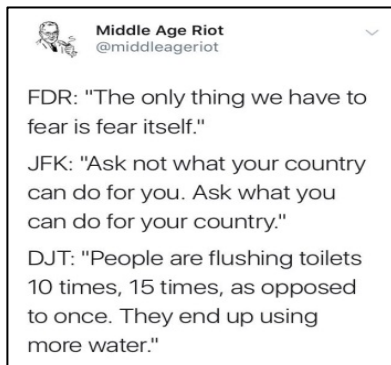 Middle Age Riot
@middleageriot
FDR: "The only thing we have to
fear is fear itself."
JFK: "Ask not what your country
can do for you. Ask what you
can do for your country."
DJT: "People are flushing toilets
10 times, 15 times, as opposed
to once. They end up using
more water."